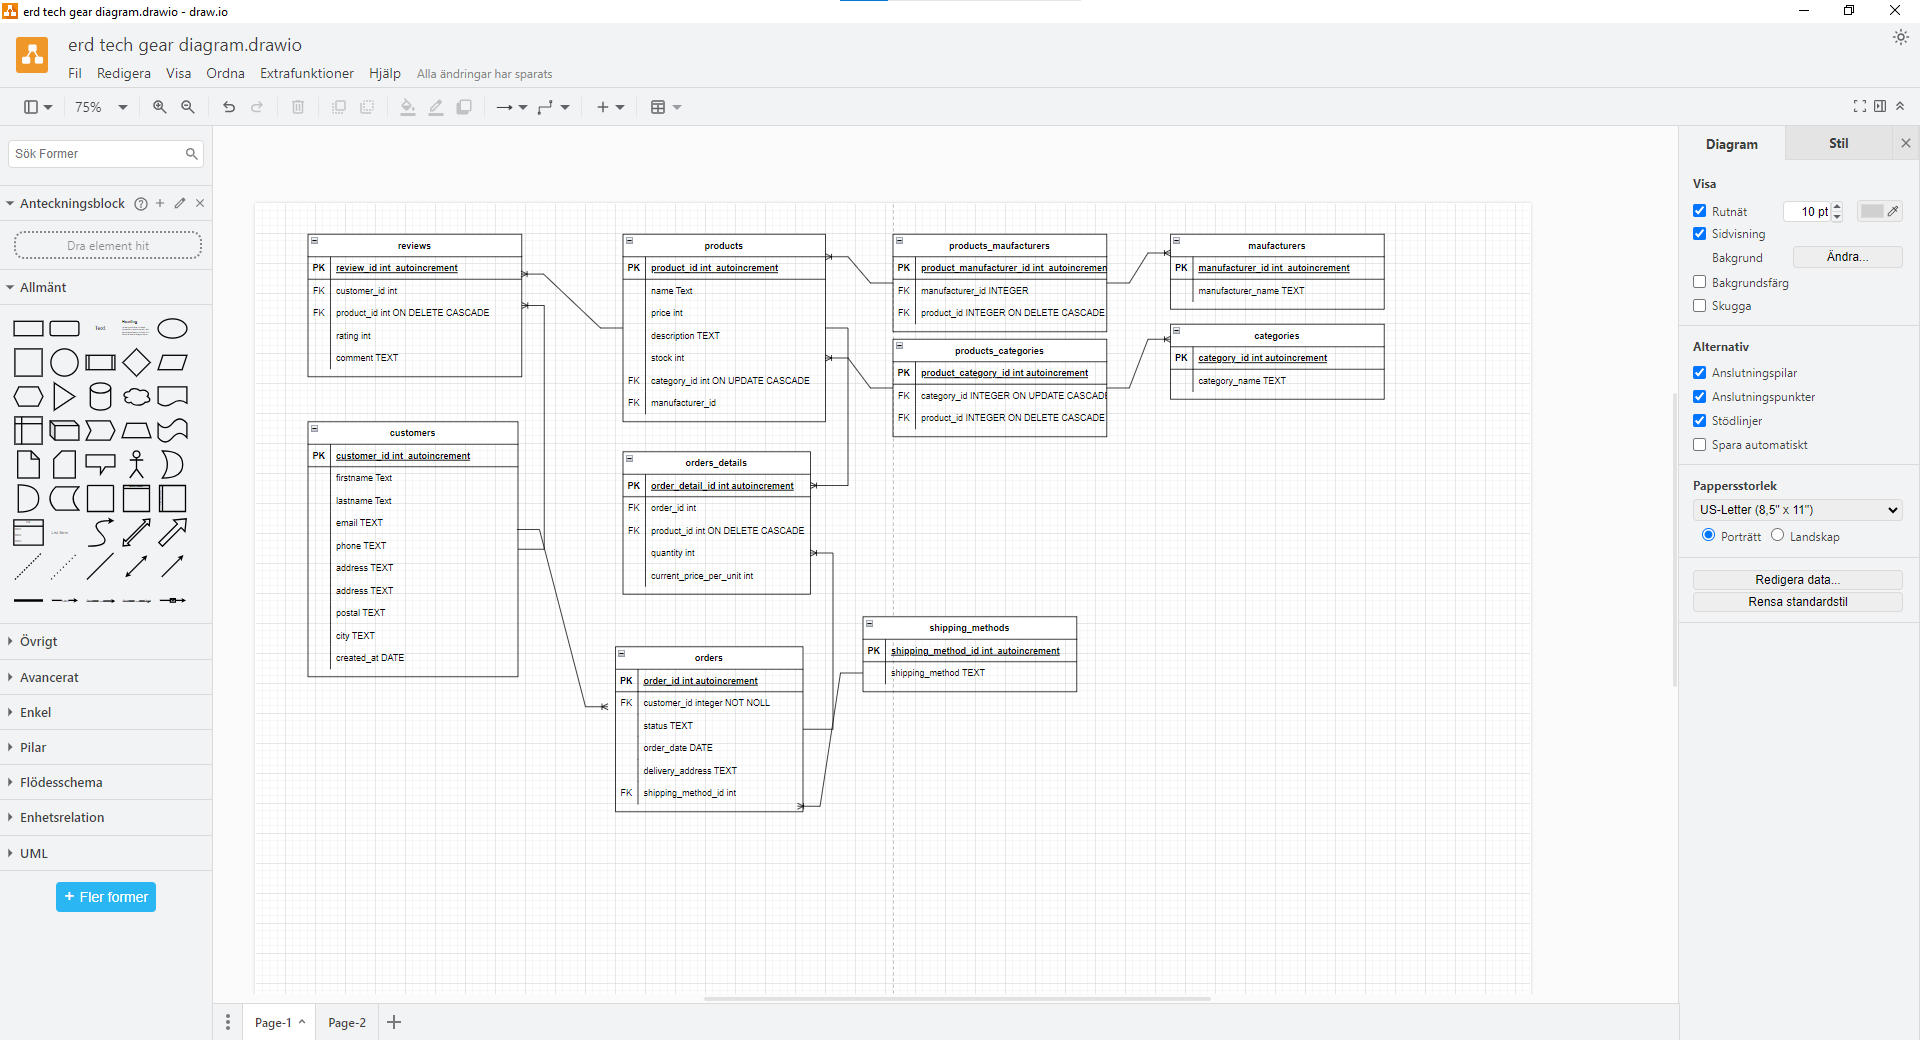 erd tech gear diagram.drawio - draw.io
erd tech gear diagram.drawio
Fil Redigera Visa Ordna Extrafunktioner Hjälp Alla ändringar har sparats
75%
Sök Former
Anteckningsblock
Dra element hit
Allmänt
Text
Heading
Övrigt
Avancerat
Enkel
Pilar
Flödesschema
Enhetsrelation
UML
+ Fler former
reviews
PK review_id int autoincrement
FK customer_id int
FK product_id int ON DELETE CASCADE
rating int
comment TEXT
customers
PK customer_id int autoincrement
firstname Text
lastname Text
email TEXT
phone TEXT
address TEXT
address TEXT
postal TEXT
city TEXT
created_at DATE
products
PK product_id int autoincrement
name Text
price int
description TEXT
stock int
FK category_id int ON UPDATE CASCADE
FK manufacturer_id
orders_details
PK order_detail_id int autoincrement
FK order_id int
FK product_id int ON DELETE CASCADE
quantity int
current_price_per_unit int
orders
PK order_id int autoincrement
FK customer_id integer NOT NOLL
status TEXT
order_date DATE
delivery_address TEXT
FK shipping_method_id int
products_maufacturers
PK product_manufacturer_id int autoincremen
FK manufacturer_id INTEGER
FK product_id INTEGER ON DELETE CASCADE
products_categories
PK product_category_id int autoincrement
FK category_id INTEGER ON UPDATE CASCADE
FK product_id INTEGER ON DELETE CASCADE
shipping_methods
PK shipping_method_id int autoincrement
shipping_method TEXT
maufacturers
PK manufacturer_id int autoincrement
manufacturer_name TEXT
categories
PK category_id int autoincrement
category_name TEXT
Diagram Stil
Visa
Rutnät 10 pt
Sidvisning
Bakgrund Ändra...
Bakgrundsfärg
Skugga
Alternativ
Anslutningspilar
Anslutningspunkter
Stödlinjer
Spara automatiskt
Pappersstorlek
US-Letter (8,5" x 11")
Porträtt Landskap
Redigera data...
Rensa standardstil
Page-1 Page-2